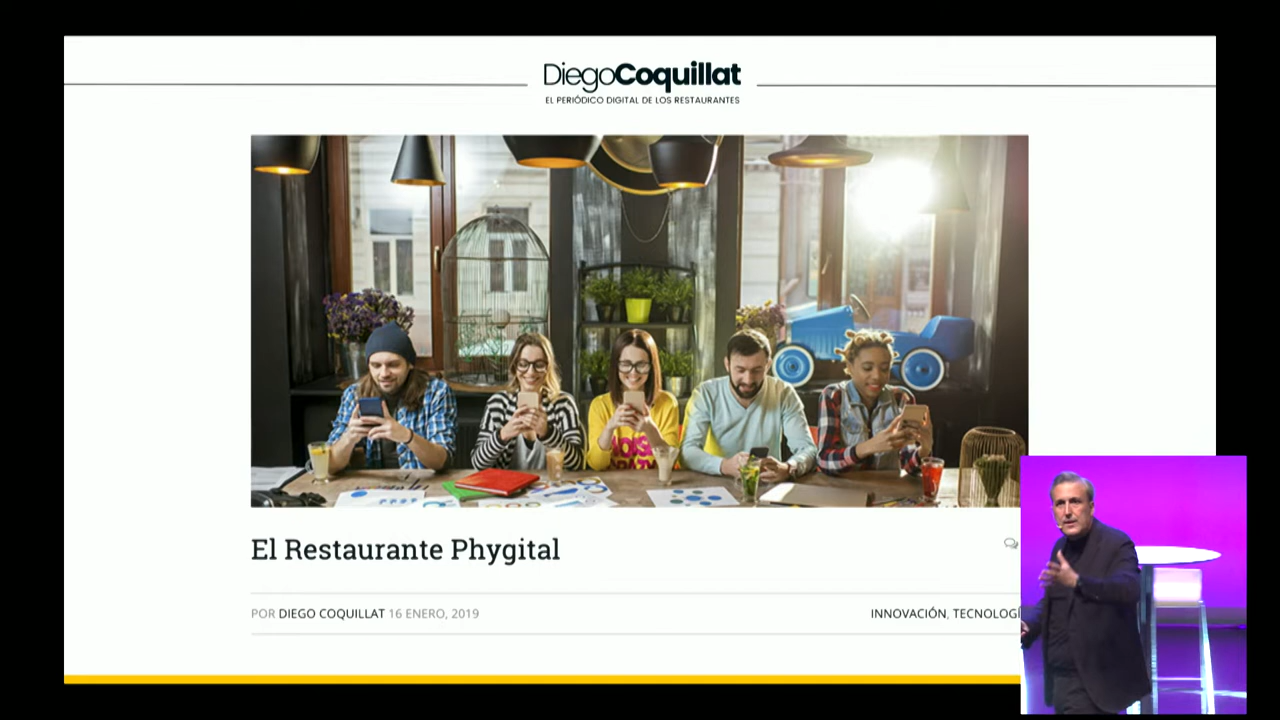 DiegoCoquillat
EL PERIÓDICO DIGITAL DE LOS RESTAURANTES
El Restaurante Phygital
POR DIEGO COQUILLAT 16 ENERO, 2019
INNOVACIÓN, TECNOLOGÍ